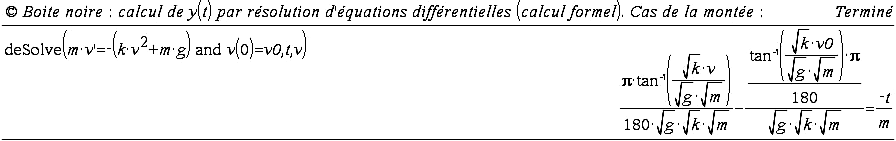 © Boite noire : calcul de y(t) par résolution d'équations différentielles (calcul formel). Cas de la montée : Terminé
deSolve(m·v'=-(k·v²+m·g) and v(0)=v0,t,v)
π·tan⁻¹(√k·v/(√g·√m))/(180·√g·√k·√m) - (tan⁻¹(√k·v0/(√g·√m))·π/180)/(√g·√k·√m) = -t/m